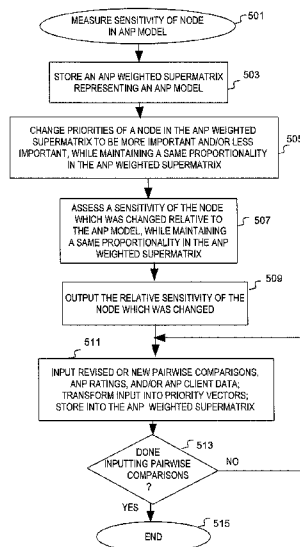 MEASURE SENSITIVITY OF NODE
IN ANP MODEL
501
STORE AN ANP WEIGHTED SUPERMATRIX
REPRESENTING AN ANP MODEL
503
CHANGE PRIORITIES OF A NODE IN THE ANP WEIGHTED
SUPERMATRIX TO BE MORE IMPORTANT AND/OR LESS
IMPORTANT, WHILE MAINTAINING A SAME PROPORTIONALITY
IN THE ANP WEIGHTED SUPERMATRIX
505
ASSESS A SENSITIVITY OF THE NODE
WHICH WAS CHANGED RELATIVE TO
THE ANP MODEL, WHILE MAINTAINING
A SAME PROPORTIONALITY IN THE ANP
WEIGHTED SUPERMATRIX
507
OUTPUT THE RELATIVE SENSITIVITY OF THE
NODE WHICH WAS CHANGED
509
511
INPUT REVISED OR NEW PAIRWISE COMPARISONS,
ANP RATINGS, AND/OR ANP CLIENT DATA;
TRANSFORM INPUT INTO PRIORITY VECTORS;
STORE INTO THE ANP WEIGHTED SUPERMATRIX
513
DONE
INPUTTING PAIRWISE
COMPARISONS
?
NO
YES
515
END